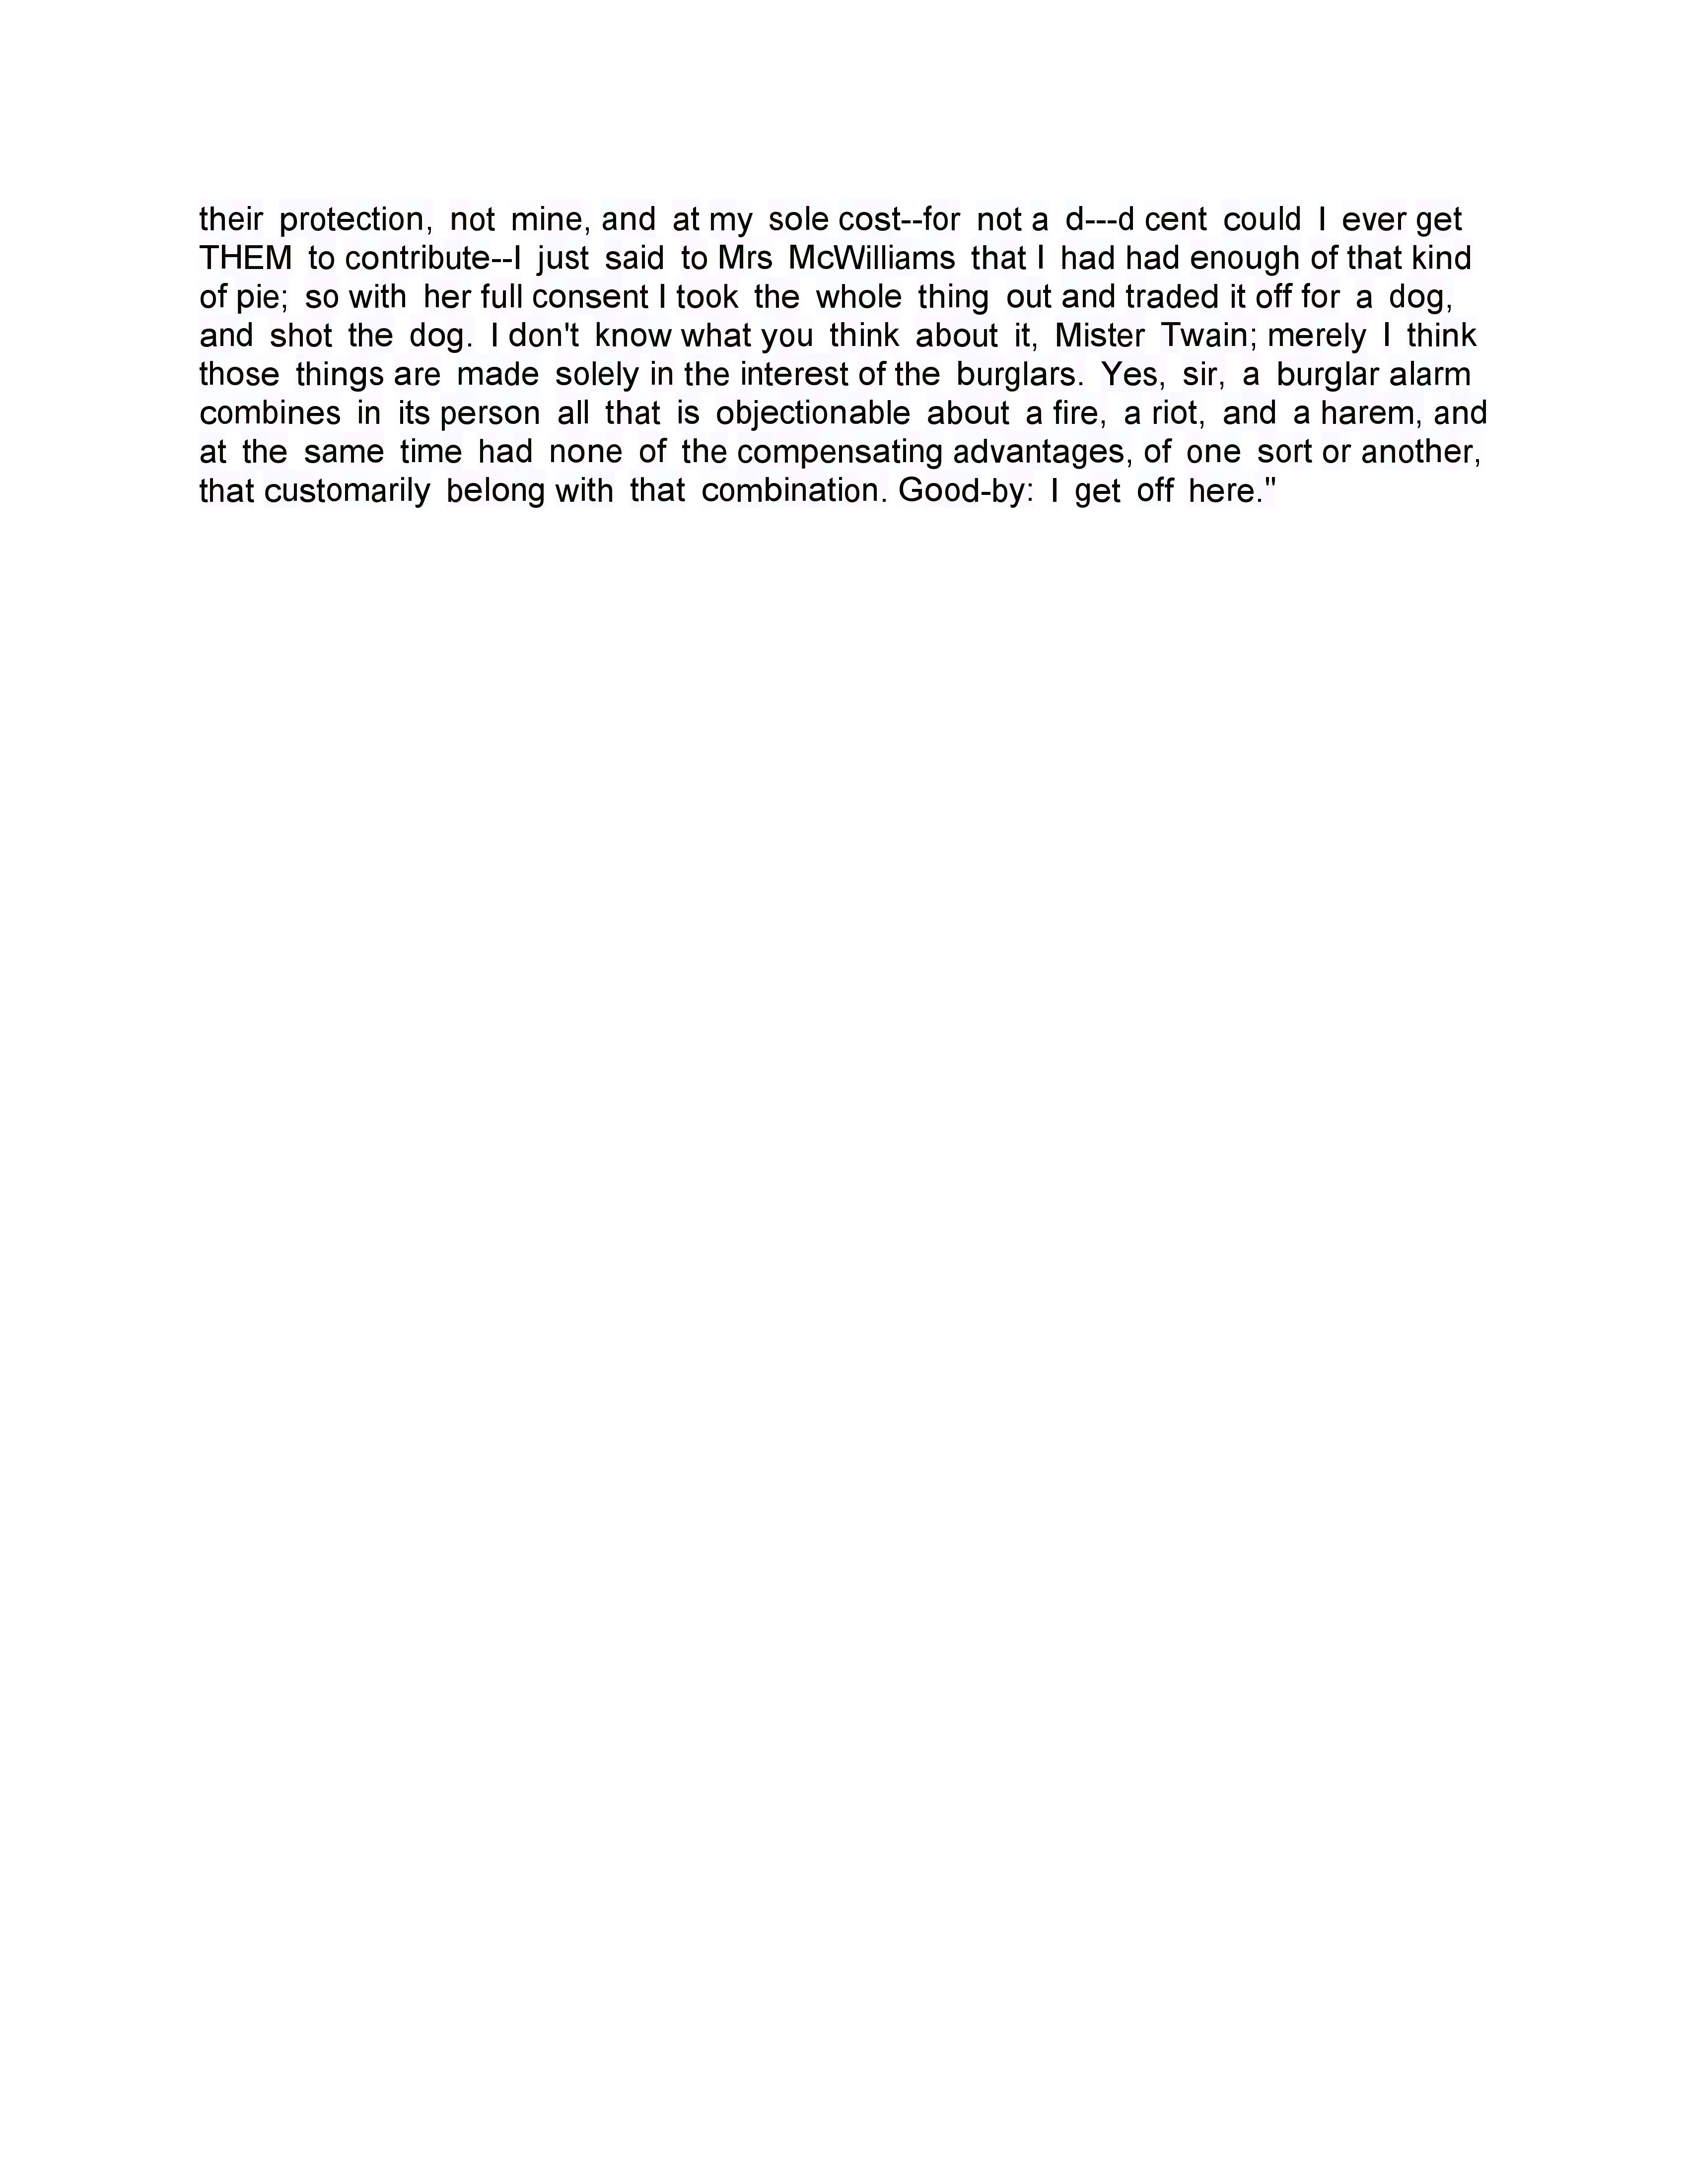 their protection, not mine, and at my sole cost--for not a d---d cent could I ever get
THEM to contribute--I just said to Mrs McWilliams that I had had enough of that kind
of pie; so with her full consent I took the whole thing out and traded it off for a dog,
and shot the dog. I don't know what you think about it, Mister Twain; merely I think
those things are made solely in the interest of the burglars. Yes, sir, a burglar alarm
combines in its person all that is objectionable about a fire, a riot, and a harem, and
at the same time had none of the compensating advantages, of one sort or another,
that customarily belong with that combination. Good-by: I get off here."